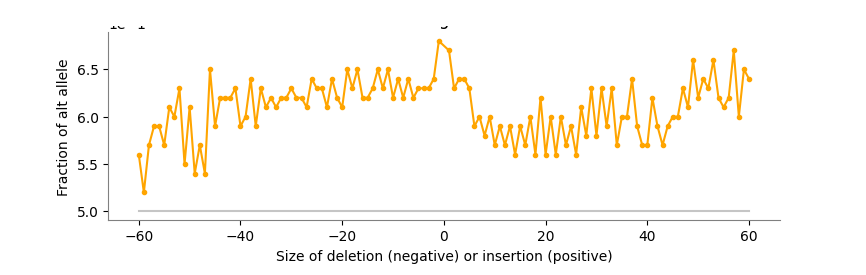 6.5
6.0
5.5
5.0
Fraction of alt allele
−60 −40 −20 0 20 40 60
Size of deletion (negative) or insertion (positive)